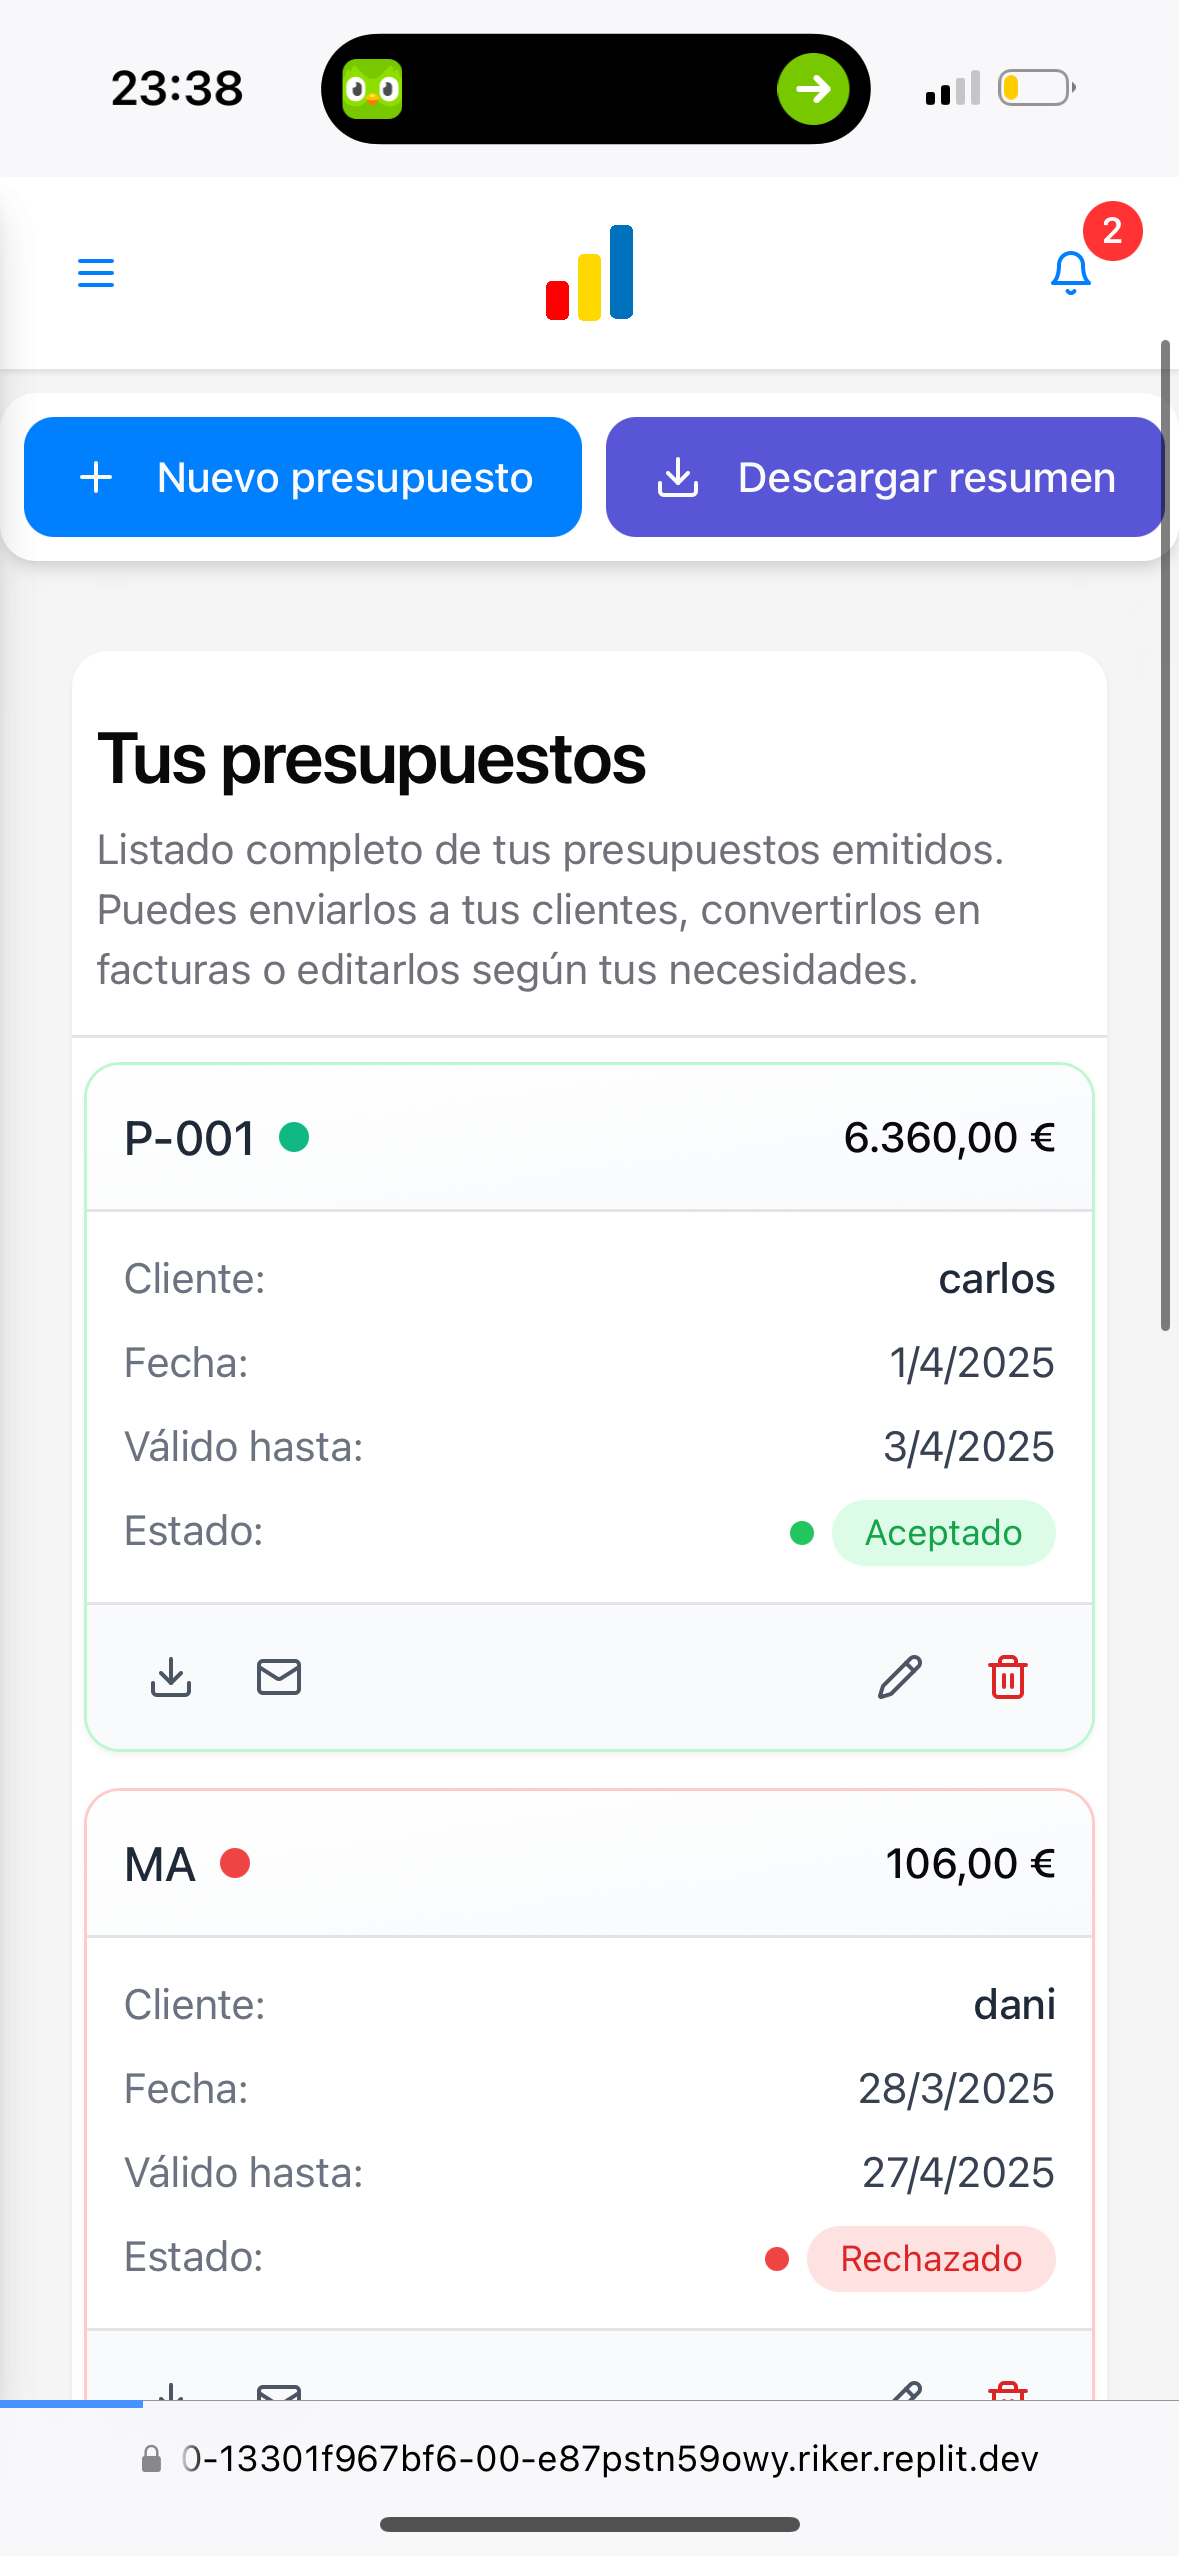 23:38
2
Nuevo presupuesto
Descargar resumen
Tus presupuestos
Listado completo de tus presupuestos emitidos.
Puedes enviarlos a tus clientes, convertirlos en
facturas o editarlos según tus necesidades.
P-001
6.360,00 €
Cliente:
carlos
Fecha:
1/4/2025
Válido hasta:
3/4/2025
Estado:
Aceptado
MA
106,00 €
Cliente:
dani
Fecha:
28/3/2025
Válido hasta:
27/4/2025
Estado:
Rechazado
0-13301f967bf6-00-e87pstn59owy.riker.replit.dev